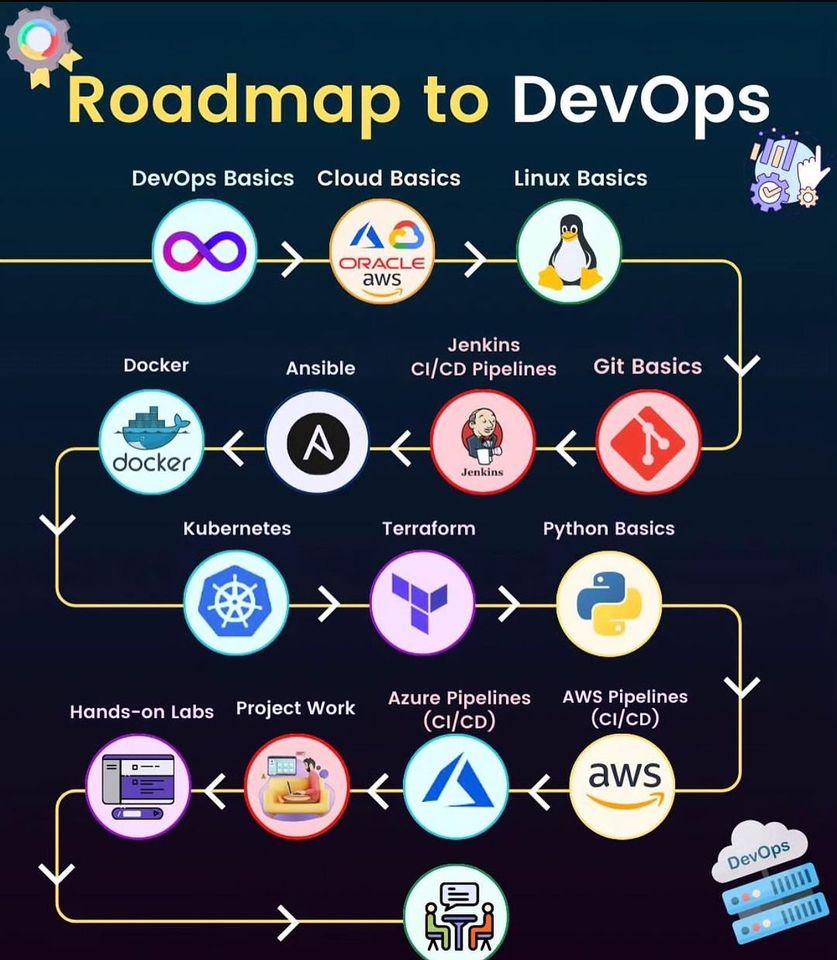 Roadmap to DevOps
DevOps Basics
Cloud Basics
Linux Basics
ORACLE
aws
Jenkins
CI/CD Pipelines
Git Basics
Docker
Ansible
docker
Jenkins
Kubernetes
Terraform
Python Basics
Hands-on Labs
Project Work
Azure Pipelines
(CI/CD)
AWS Pipelines
(CI/CD)
aws
DevOps